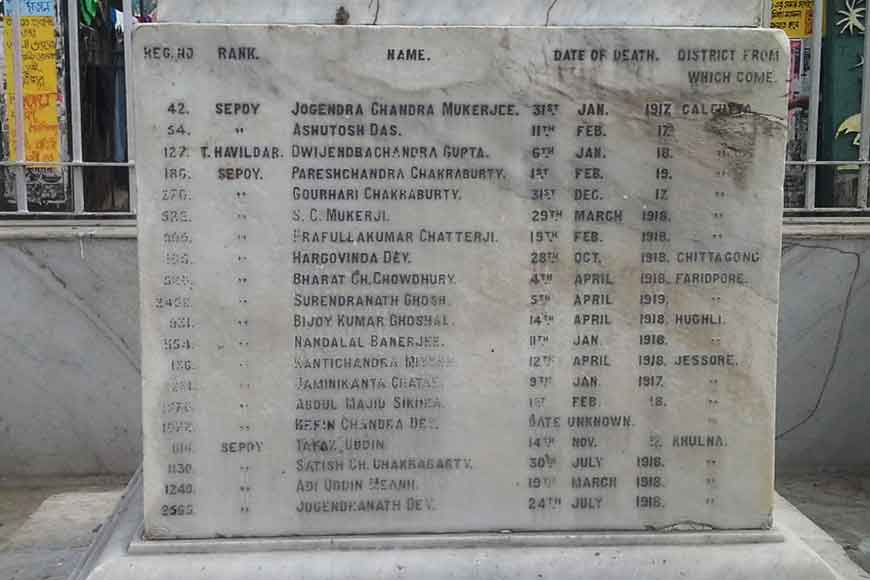 REG. NO RANK. NAME. DATE OF DEATH. DISTRICT FROM
WHICH COME.
42. SEPOY JOGENDRA CHANDRA MUKERJEE. 31ST JAN. 1917. CALCUTTA
54. " ASHUTOSH DAS. 11TH FEB. 17. "
127. T. HAVILDAR. DWIJENDRACHANDRA GUPTA. 6TH JAN. 18. "
186. SEPOY. PARESHCHANDRA CHAKRABURTY. 1ST FEB. 19. "
" GOURHARI CHAKRABURTY. 31ST DEC. 17. "
" S. C. MUKERJI. 29TH MARCH 1918. "
" PRAFULLAKUMAR CHATTERJI. 19TH FEB. 1918. "
" HARGOVINDA DEY. 28TH OCT. 1918. CHITTAGONG
" BHARAT CH. CHOWDHURY. 4TH APRIL 1918. FARIDPORE.
" SURENDRANATH GHOSH. 5TH APRIL 1919. "
931. " BIJOY KUMAR GHOSHAL. 14TH APRIL 1918. HUGHLI.
" NANDALAL BANERJEE. 11TH JAN. 1918. "
" KANTICHANDRA 12TH APRIL 1918. JESSORE.
" JAMINIKANTA 9TH JAN. 1917. "
" ABDUL MAJID 1ST FEB. 18. "
" BEPIN CHANDRA DEY. DATE UNKNOWN. "
SEPOY UDDIN 14TH NOV. KHULNA.
1130. " SATISH CH. CHAKRABARTY. 30TH JULY 1918. "
1240. " UDDIN 19TH MARCH 1918. "
2565. " JOGENDRANATH DEY. 24TH JULY 1918. "